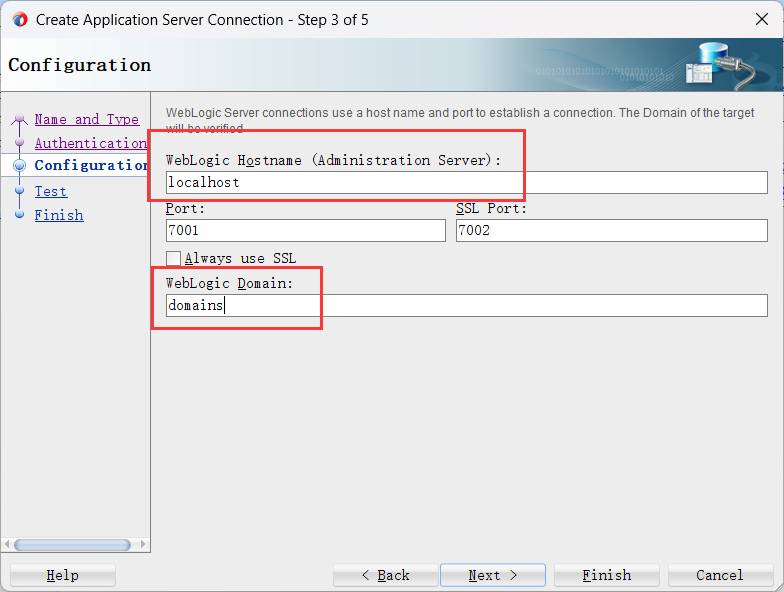 Create Application Server Connection - Step 3 of 5
Configuration
Name and Type
Authentication
Configuration
Test
Finish
WebLogic Server connections use a host name and port to establish a connection. The Domain of the target
will be verified
WebLogic Hostname (Administration Server):
localhost
Port: SSL Port:
7001 7002
Always use SSL
WebLogic Domain:
domains
Help < Back Next > Finish Cancel